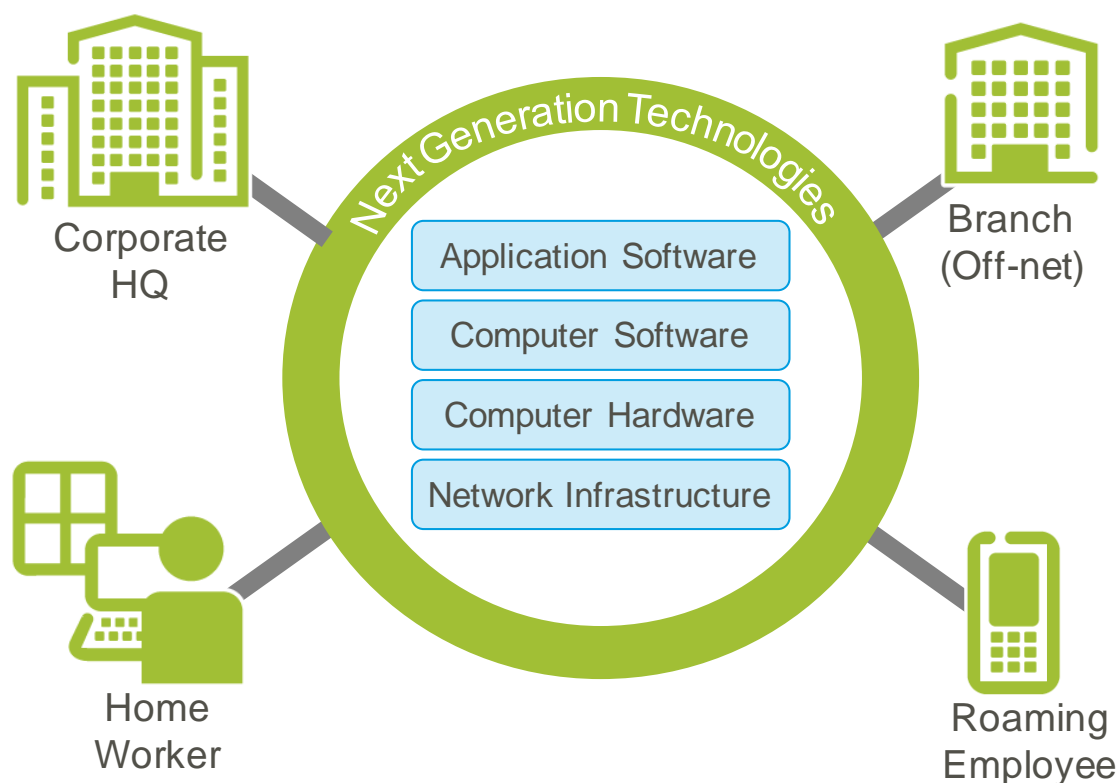 Next Generation Technologies
Corporate
HQ
Branch
(Off-net)
Application Software
Computer Software
Computer Hardware
Network Infrastructure
Home
Worker
Roaming
Employee